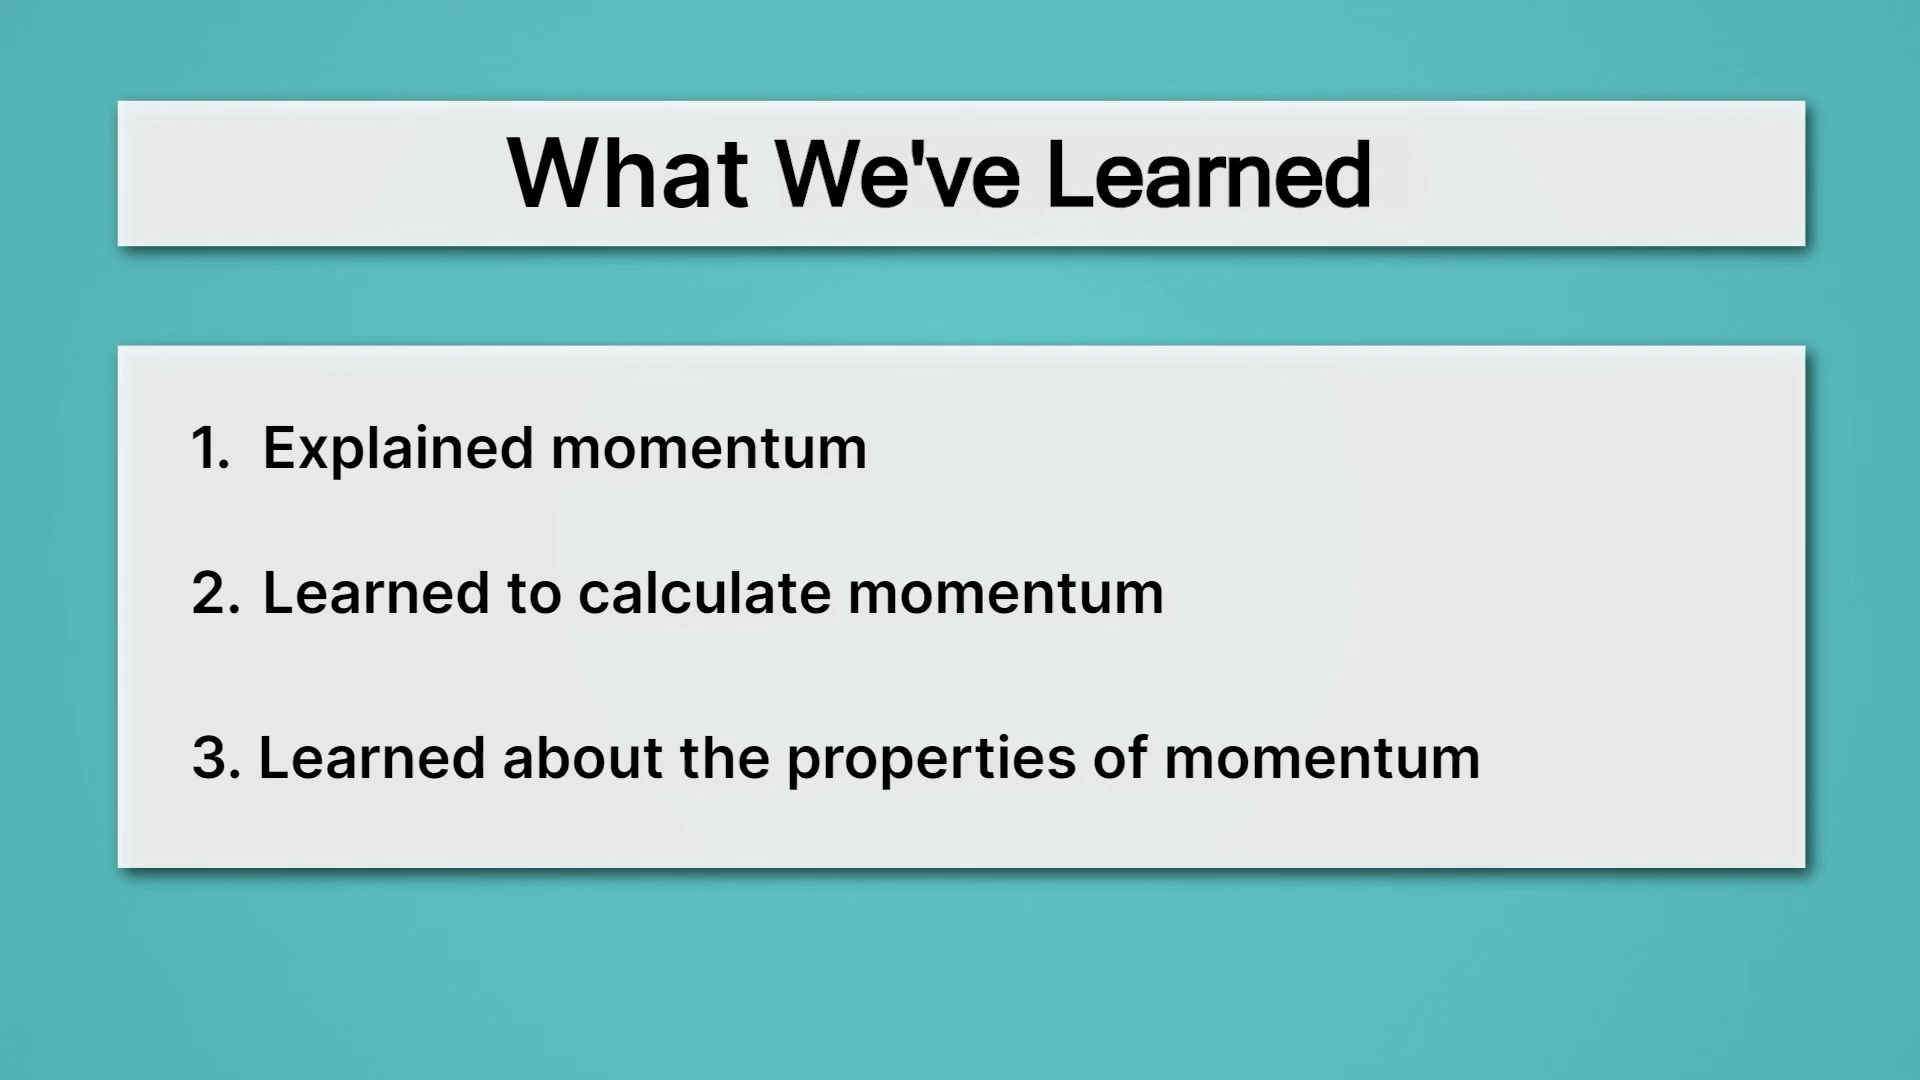 What We've Learned
1. Explained momentum
2. Learned to calculate momentum
3. Learned about the properties of momentum